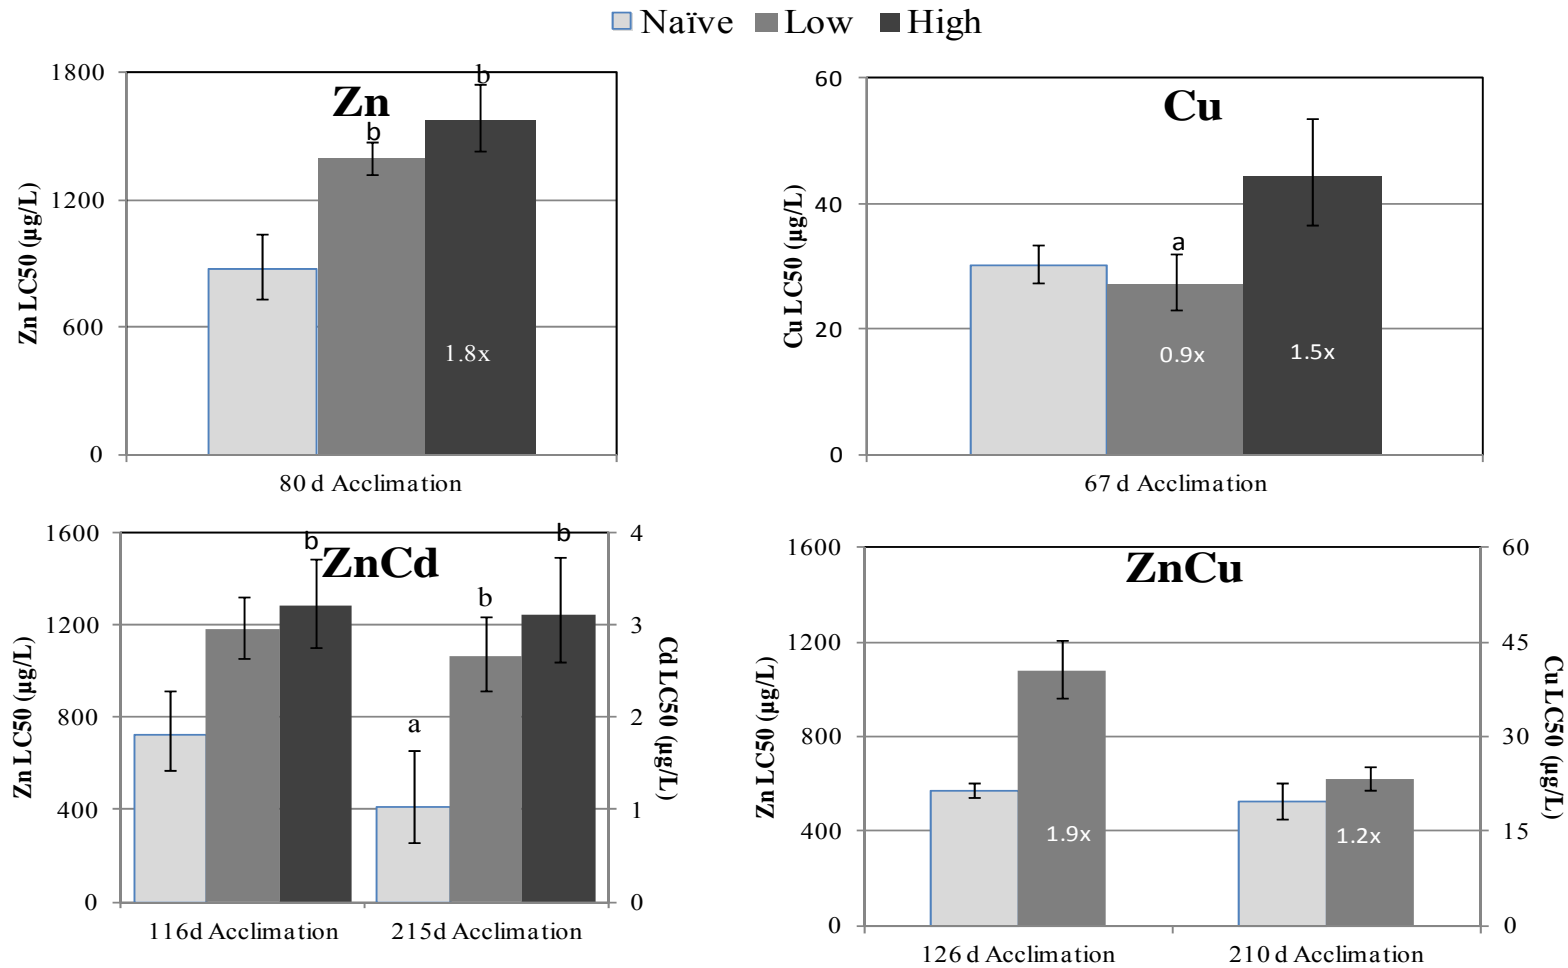 Naïve Low High
Zn
Zn LC50 (µg/L)
1800
1200
600
0
b
b
1.8x
80 d Acclimation
Cu
Cu LC50 (µg/L)
60
40
20
0
a
0.9x
1.5x
67 d Acclimation
ZnCd
Zn LC50 (µg/L)
1600
1200
800
400
0
b
a
b
b
4
3
2
1
0
Cd LC50 (µg/L)
116d Acclimation
215d Acclimation
ZnCu
Zn LC50 (µg/L)
1600
1200
800
400
0
1.9x
1.2x
60
45
30
15
0
Cu LC50 (µg/L)
126 d Acclimation
210 d Acclimation